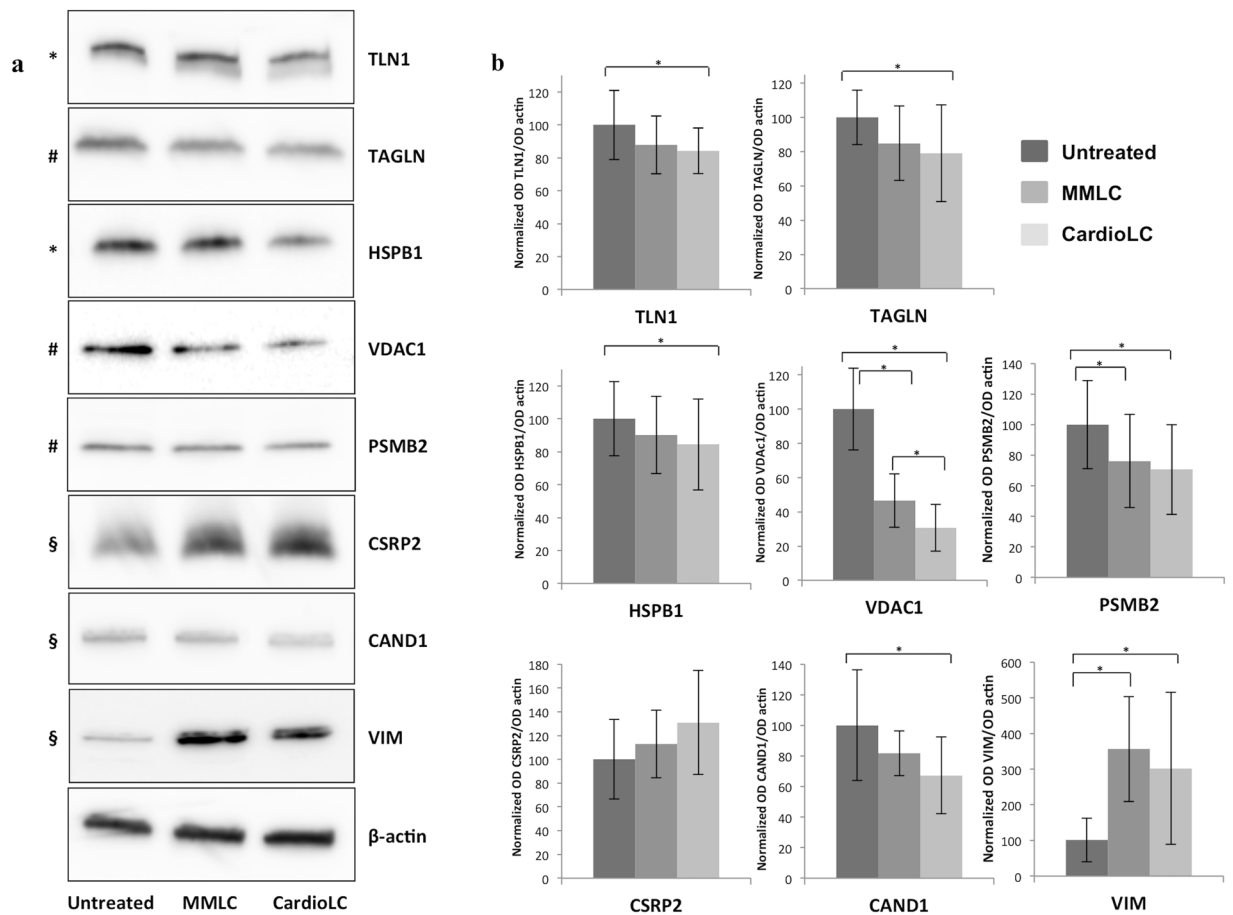 a
* TLN1
# TAGLN
* HSPB1
# VDAC1
# PSMB2
§ CSRP2
§ CAND1
§ VIM
β-actin
Untreated MMLC CardioLC
b
Normalized OD TLN1/OD actin
120
100
80
60
40
20
0
*
TLN1
Normalized OD TAGLN/OD actin
120
100
80
60
40
20
0
*
TAGLN
Untreated
MMLC
CardioLC
Normalized OD HSPB1/OD actin
120
100
80
60
40
20
0
*
HSPB1
Normalized OD VDAc1/OD actin
120
100
80
60
40
20
0
*
*
*
VDAC1
Normalized OD PSMB2/OD actin
140
120
100
80
60
40
20
0
*
*
PSMB2
Normalized OD CSRP2/OD actin
180
160
140
120
100
80
60
40
20
0
CSRP2
Normalized OD CAND1/OD actin
140
120
100
80
60
40
20
0
*
CAND1
Normalized OD VIM/OD actin
600
500
400
300
200
100
0
*
*
VIM